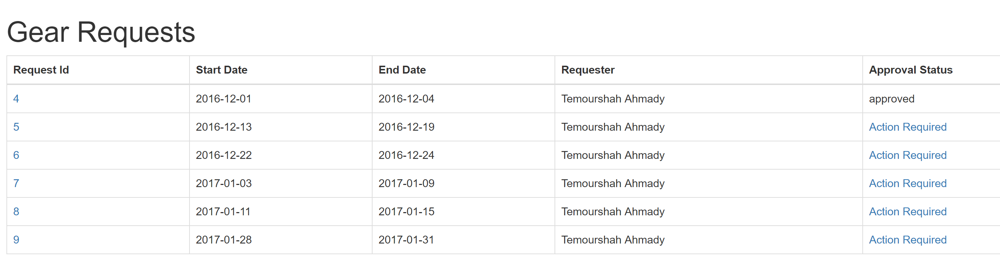 Gear Requests
Request Id Start Date End Date Requester Approval Status
4 2016-12-01 2016-12-04 Temourshah Ahmady approved
5 2016-12-13 2016-12-19 Temourshah Ahmady Action Required
6 2016-12-22 2016-12-24 Temourshah Ahmady Action Required
7 2017-01-03 2017-01-09 Temourshah Ahmady Action Required
8 2017-01-11 2017-01-15 Temourshah Ahmady Action Required
9 2017-01-28 2017-01-31 Temourshah Ahmady Action Required